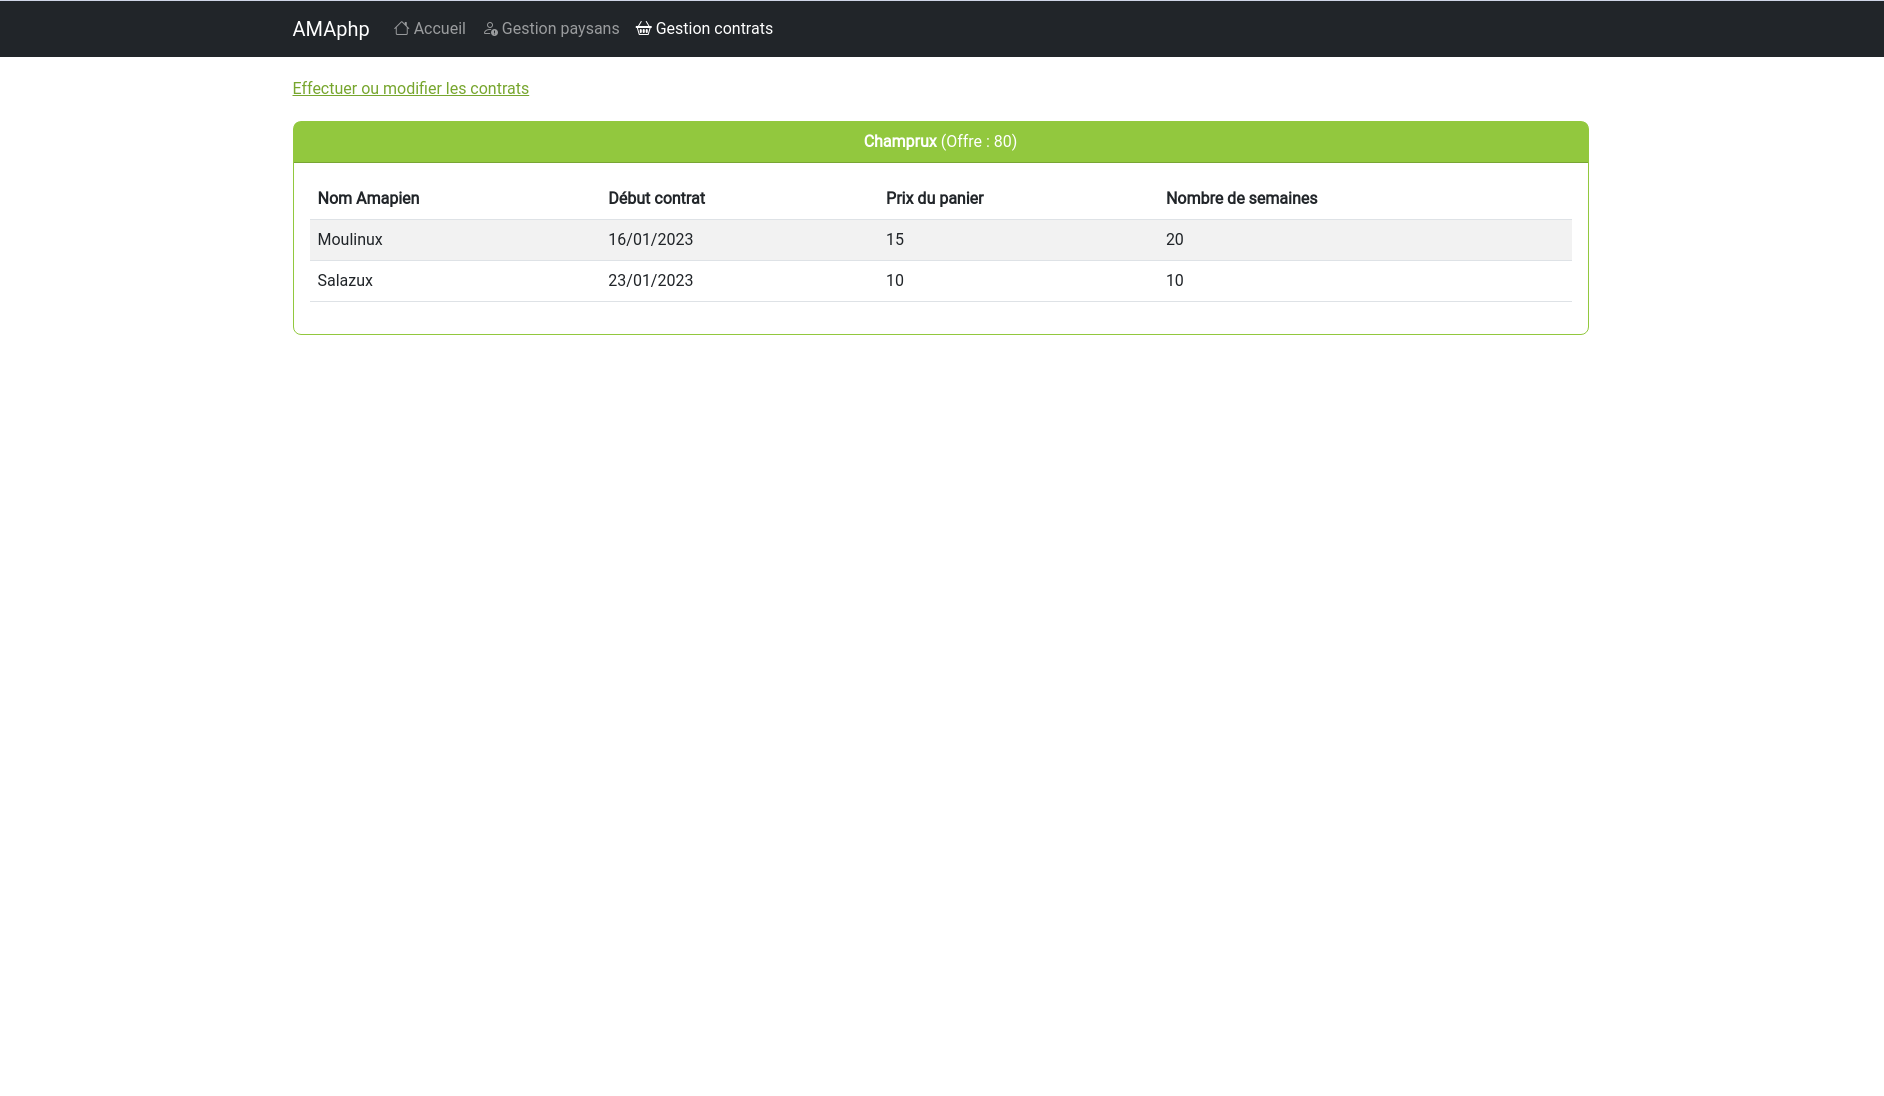 AMAphp Accueil Gestion paysans Gestion contrats
Effectuer ou modifier les contrats
Champrux (Offre : 80)
Nom Amapien Début contrat Prix du panier Nombre de semaines
Moulinux 16/01/2023 15 20
Salazux 23/01/2023 10 10